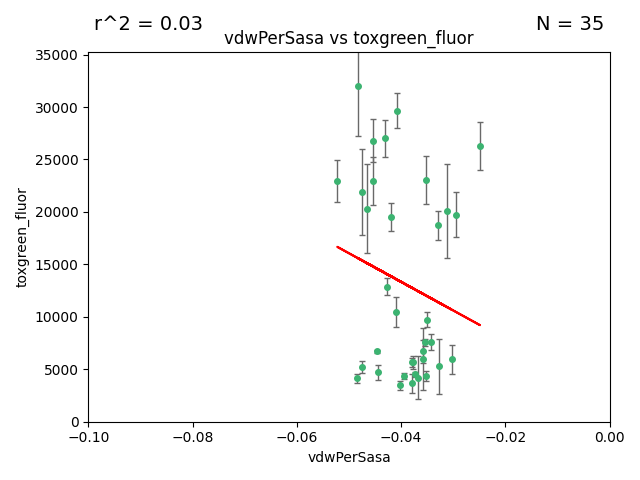 r^2 = 0.03
N = 35
vdwPerSasa vs toxgreen_fluor
35000
30000
25000
20000
15000
10000
5000
0
toxgreen_fluor
−0.10
−0.08
−0.06
−0.04
−0.02
0.00
vdwPerSasa